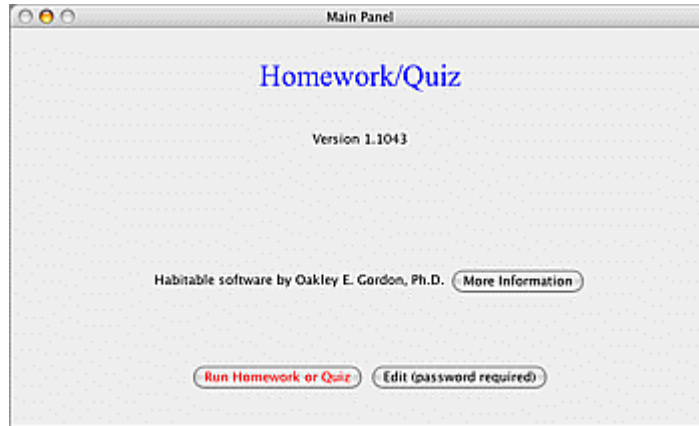 Main Panel
Homework/Quiz
Version 1.1043
Habitable software by Oakley E. Gordon, Ph.D. More Information
Run Homework or Quiz Edit (password required)